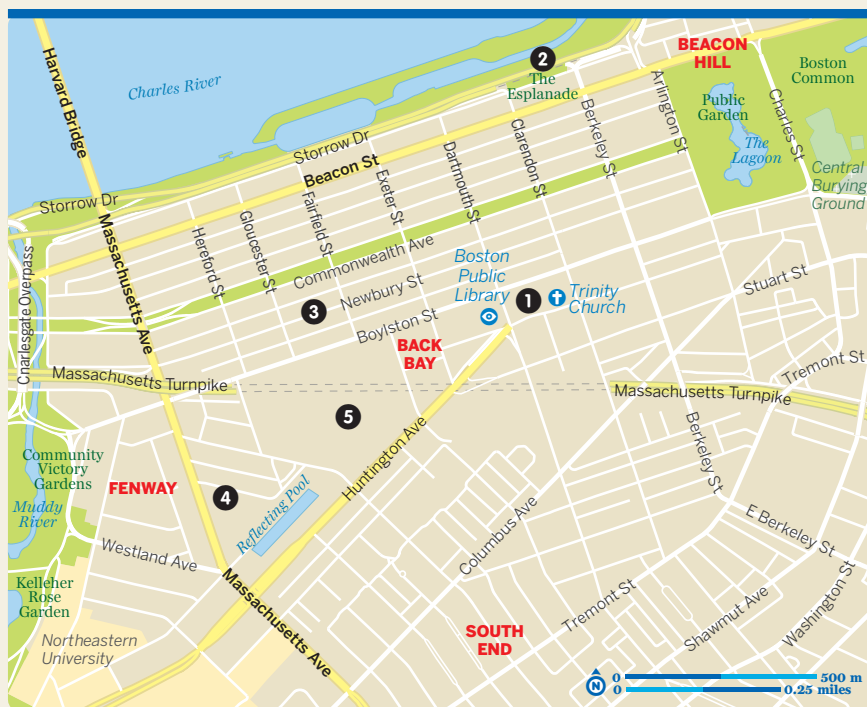 Harvard Bridge
Charles River
2
The
Esplanade
BEACON
HILL
Boston
Common
Public
Garden
The
Lagoon
Charles St
Central
Burying
Ground
Arlington St
Berkeley St
Clarendon St
Dartmouth St
Exeter St
Fairfield St
Gloucester St
Hereford St
Storrow Dr
Beacon St
Storrow Dr
Massachusetts Ave
Commonwealth Ave
Newbury St
Boylston St
3
Boston
Public
Library
1
Trinity
Church
Stuart St
Cnarlesgate Overpass
BACK
BAY
Massachusetts Turnpike
Massachusetts Turnpike
Tremont St
5
Huntington Ave
Berkeley St
Community
Victory
Gardens
FENWAY
Muddy
River
4
Reflecting Pool
Columbus Ave
E Berkeley St
Westland Ave
Massachusetts Ave
Kelleher
Rose
Garden
Northeastern
University
SOUTH
END
Tremont St
Shawmut Ave
Washington St
N
0 500 m
0 0.25 miles